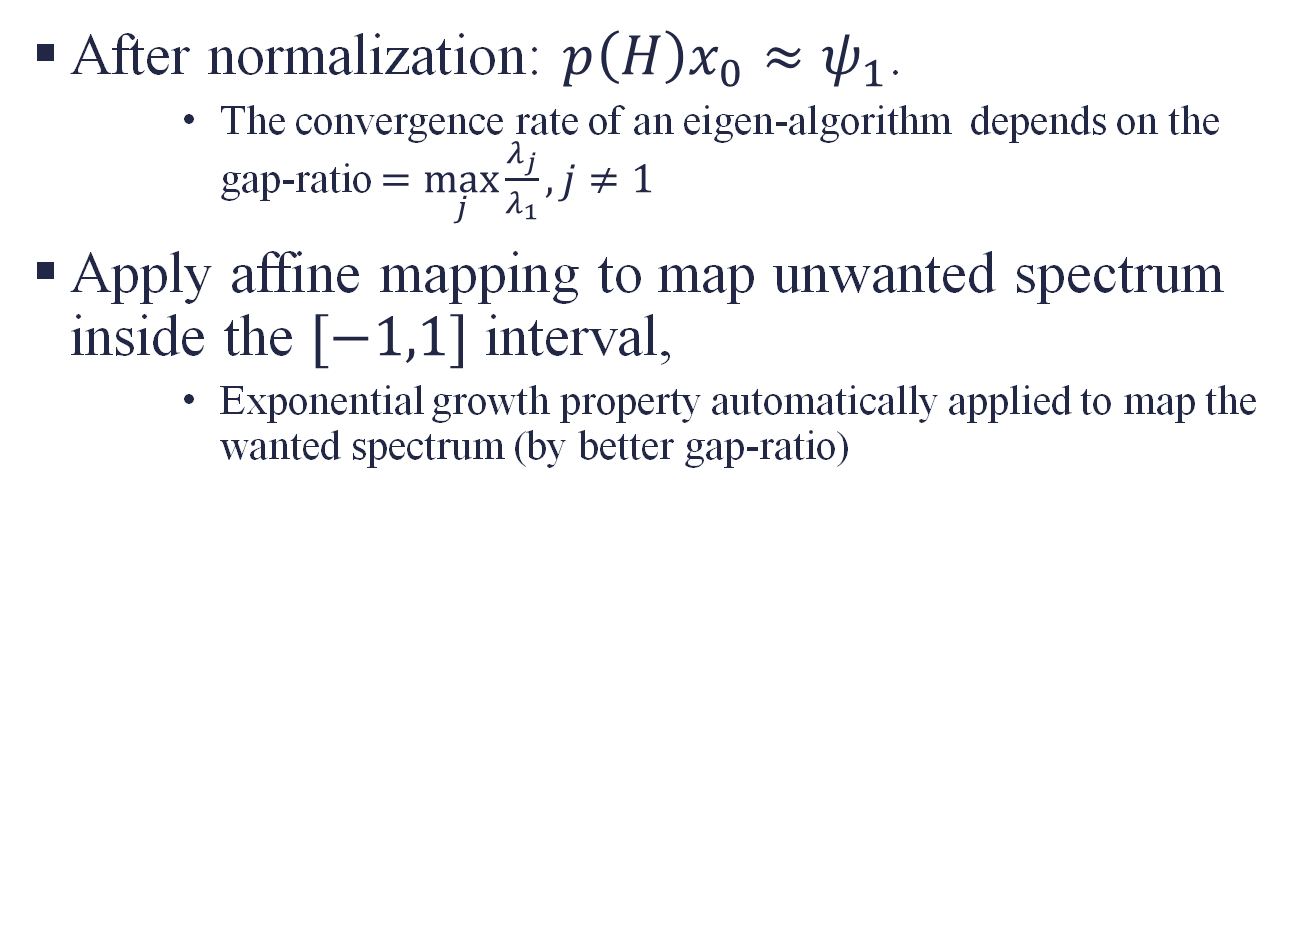 ▪ After normalization: p(H)x₀ ≈ ψ₁.
• The convergence rate of an eigen-algorithm depends on the
gap-ratio = max_j λ_j/λ₁, j ≠ 1
▪ Apply affine mapping to map unwanted spectrum
inside the [−1,1] interval,
• Exponential growth property automatically applied to map the
wanted spectrum (by better gap-ratio)